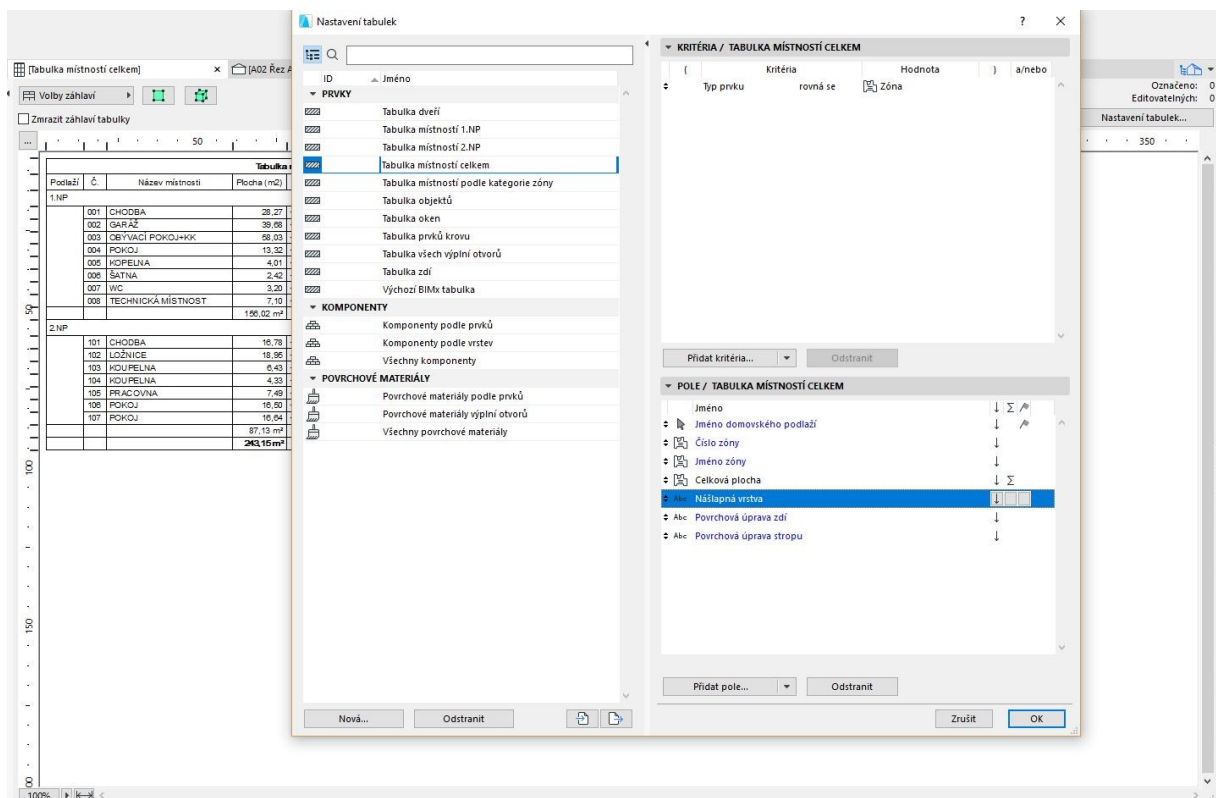 Nastavení tabulek
?
[Tabulka místností celkem]
[A02 Řez A
Volby záhlaví
Zmrazit záhlaví tabulky
50
Tabulka
Podlaží Č. Název místnosti Plocha (m2)
1.NP
001 CHODBA 28,27
002 GARÁŽ 39,68
003 OBÝVACÍ POKOJ+KK 58,03
004 POKOJ 13,32
005 KOPELNA 4,01
006 ŠATNA 2,42
007 WC 3,20
008 TECHNICKÁ MÍSTNOST 7,10
156,02 m²
2.NP
101 CHODBA 16,78
102 LOŽNICE 18,95
103 KOUPELNA 6,43
104 KOUPELNA 4,33
105 PRACOVNA 7,49
106 POKOJ 16,50
107 POKOJ 16,64
87,13 m²
243,15 m²
50
100
150
100%
ID Jméno
PRVKY
Tabulka dveří
Tabulka místností 1.NP
Tabulka místností 2.NP
Tabulka místností celkem
Tabulka místností podle kategorie zóny
Tabulka objektů
Tabulka oken
Tabulka prvků krovu
Tabulka všech výplní otvorů
Tabulka zdí
Výchozí BIMx tabulka
KOMPONENTY
Komponenty podle prvků
Komponenty podle vrstev
Všechny komponenty
POVRCHOVÉ MATERIÁLY
Povrchové materiály podle prvků
Povrchové materiály výplní otvorů
Všechny povrchové materiály
Nová...
Odstranit
KRITÉRIA / TABULKA MÍSTNOSTÍ CELKEM
( Kritéria Hodnota ) a/nebo
Typ prvku rovná se Zóna
Přidat kritéria...
Odstranit
POLE / TABULKA MÍSTNOSTÍ CELKEM
Jméno ↓ Σ
Jméno domovského podlaží ↓
Číslo zóny ↓
Jméno zóny ↓
Celková plocha ↓ Σ
Abc Nášlapná vrstva ↓
Abc Povrchová úprava zdí ↓
Abc Povrchová úprava stropu ↓
Přidat pole...
Odstranit
Zrušit
OK
Označeno: 0
Editovatelných: 0
Nastavení tabulek...
350